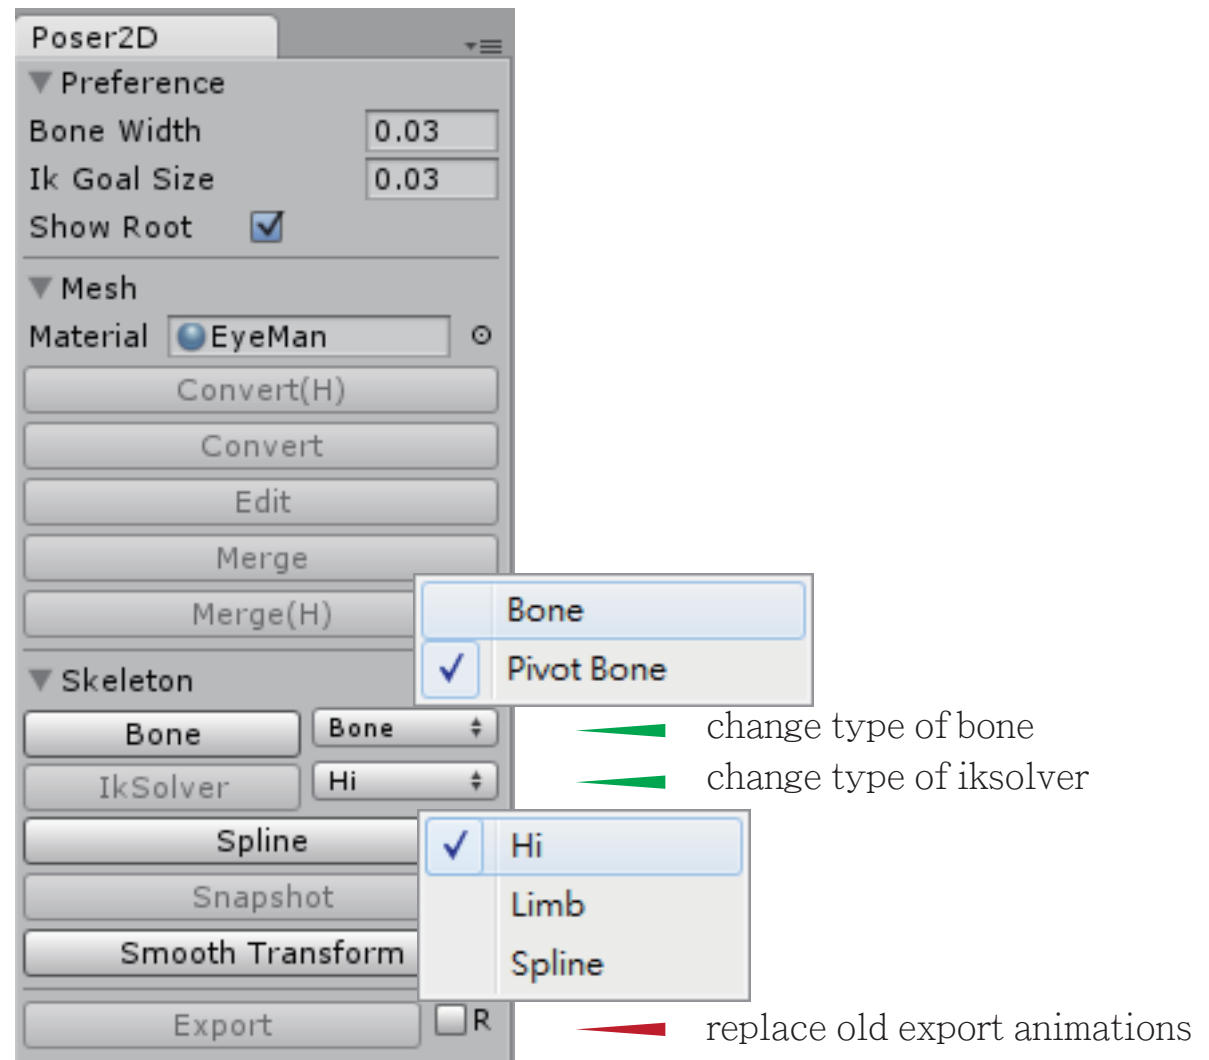 Poser2D
Preference
Bone Width 0.03
Ik Goal Size 0.03
Show Root
Mesh
Material EyeMan
Convert(H)
Convert
Edit
Merge
Merge(H)
Bone
Pivot Bone
Skeleton
Bone Bone change type of bone
IkSolver Hi change type of iksolver
Spline
Hi
Snapshot
Limb
Smooth Transform
Spline
Export R replace old export animations